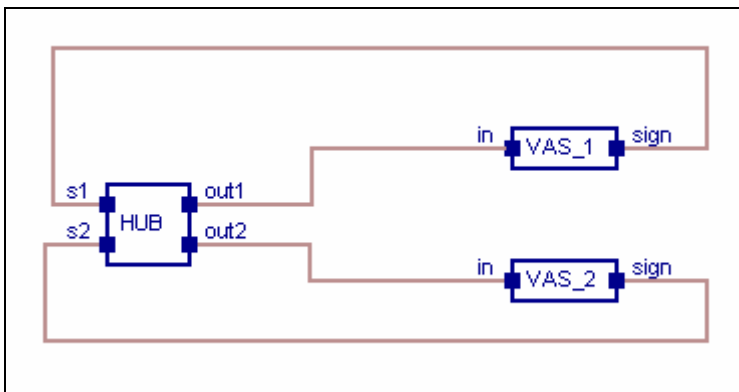 in VAS_1 sign
s1 HUB out1
s2 out2
in VAS_2 sign